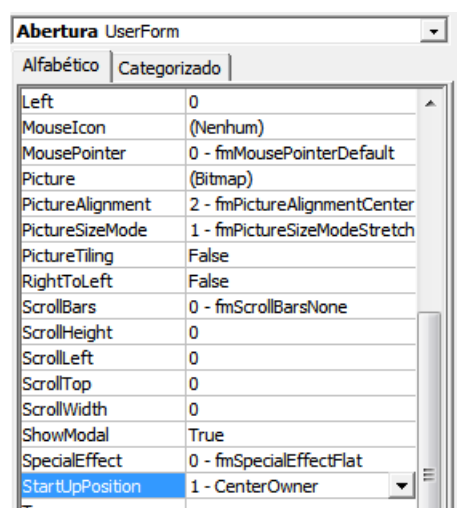 Abertura UserForm
Alfabético Categorizado
Left 0
MouseIcon (Nenhum)
MousePointer 0 - fmMousePointerDefault
Picture (Bitmap)
PictureAlignment 2 - fmPictureAlignmentCenter
PictureSizeMode 1 - fmPictureSizeModeStretch
PictureTiling False
RightToLeft False
ScrollBars 0 - fmScrollBarsNone
ScrollHeight 0
ScrollLeft 0
ScrollTop 0
ScrollWidth 0
ShowModal True
SpecialEffect 0 - fmSpecialEffectFlat
StartUpPosition 1 - CenterOwner